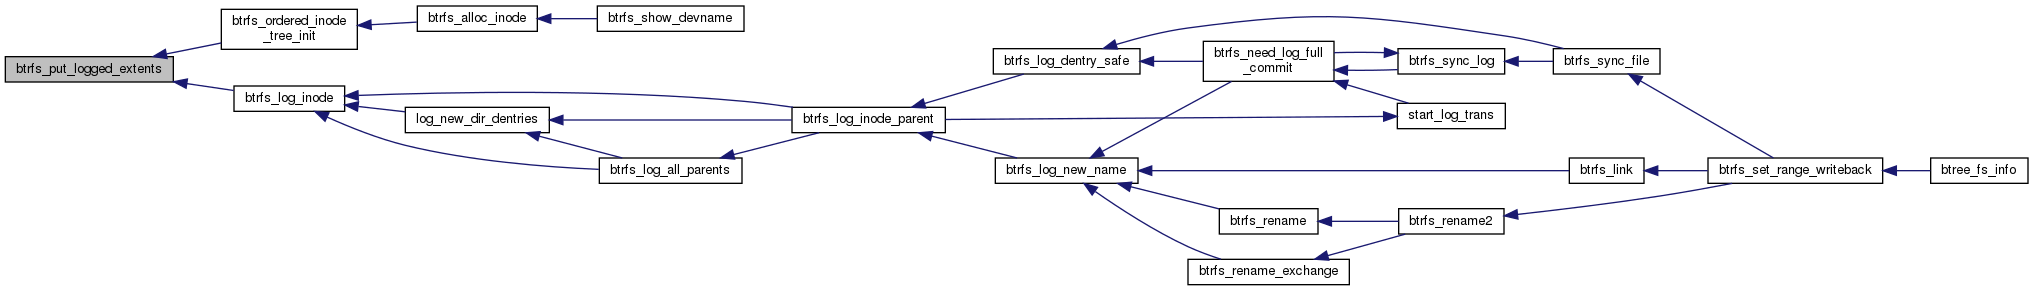 btrfs_put_logged_extents
btrfs_ordered_inode
_tree_init
btrfs_alloc_inode
btrfs_show_devname
btrfs_log_inode
log_new_dir_dentries
btrfs_log_all_parents
btrfs_log_inode_parent
btrfs_log_dentry_safe
btrfs_log_new_name
btrfs_need_log_full
_commit
btrfs_sync_log
start_log_trans
btrfs_sync_file
btrfs_link
btrfs_rename
btrfs_rename2
btrfs_rename_exchange
btrfs_set_range_writeback
btree_fs_info